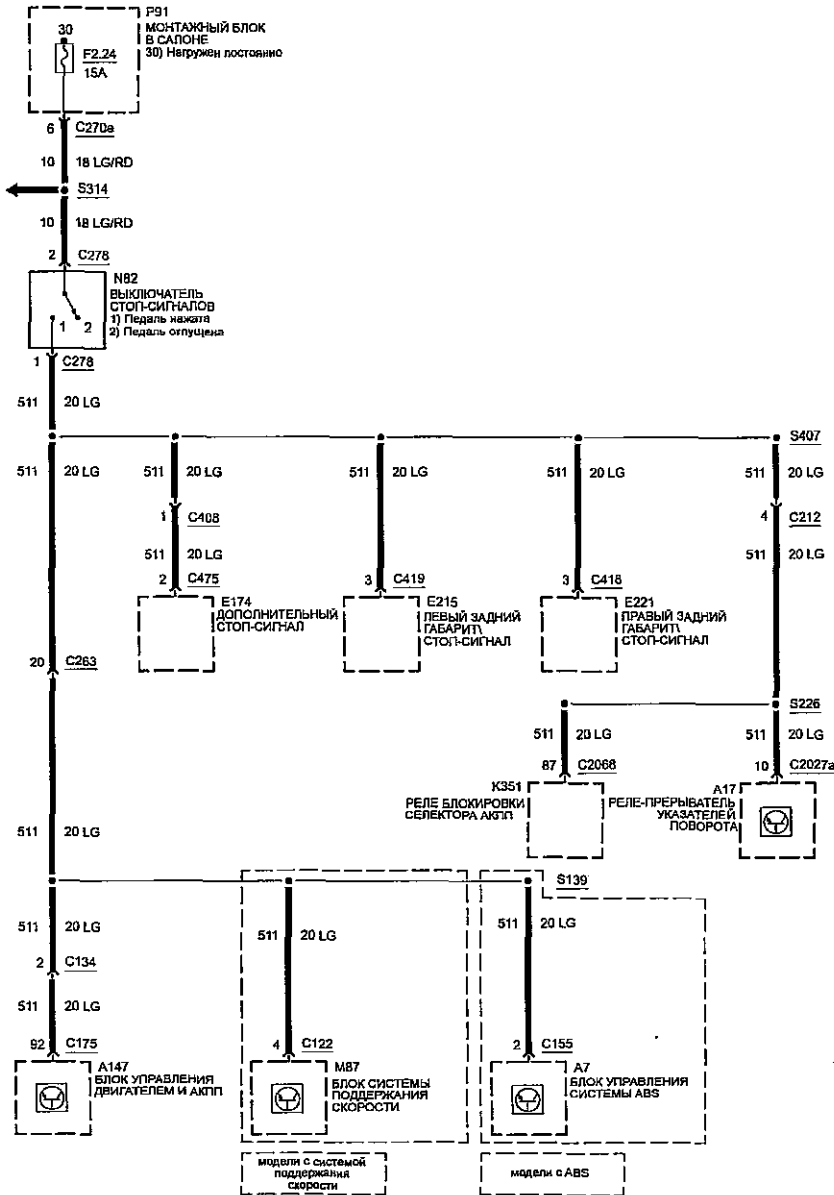 P91
МОНТАЖНЫЙ БЛОК
В САЛОНЕ
30) Нагружен постоянно
30
F2.24
15A
6 C270a
10 18 LG/RD
S314
10 18 LG/RD
2 C278
N82
ВЫКЛЮЧАТЕЛЬ
СТОП-СИГНАЛОВ
1) Педаль нажата
2) Педаль отпущена
1 2
1 C278
511 20 LG
S407
511 20 LG
511 20 LG
511 20 LG
511 20 LG
511 20 LG
1 C408
4 C212
511 20 LG
511 20 LG
2 C475
3 C419
3 C418
E174
ДОПОЛНИТЕЛЬНЫЙ
СТОП-СИГНАЛ
E215
ЛЕВЫЙ ЗАДНИЙ
ГАБАРИТ\
СТОП-СИГНАЛ
E221
ПРАВЫЙ ЗАДНИЙ
ГАБАРИТ\
СТОП-СИГНАЛ
20 C263
S226
511 20 LG
511 20 LG
87 C2068
10 C2027a
K351
РЕЛЕ БЛОКИРОВКИ
СЕЛЕКТОРА АКПП
A17
РЕЛЕ-ПРЕРЫВАТЕЛЬ
УКАЗАТЕЛЕЙ
ПОВОРОТА
511 20 LG
S139
511 20 LG
511 20 LG
511 20 LG
2 C134
511 20 LG
92 C175
4 C122
2 C155
A147
БЛОК УПРАВЛЕНИЯ
ДВИГАТЕЛЕМ И АКПП
M87
БЛОК СИСТЕМЫ
ПОДДЕРЖАНИЯ
СКОРОСТИ
A7
БЛОК УПРАВЛЕНИЯ
СИСТЕМЫ ABS
модели с системой
поддержания
скорости
модели с ABS